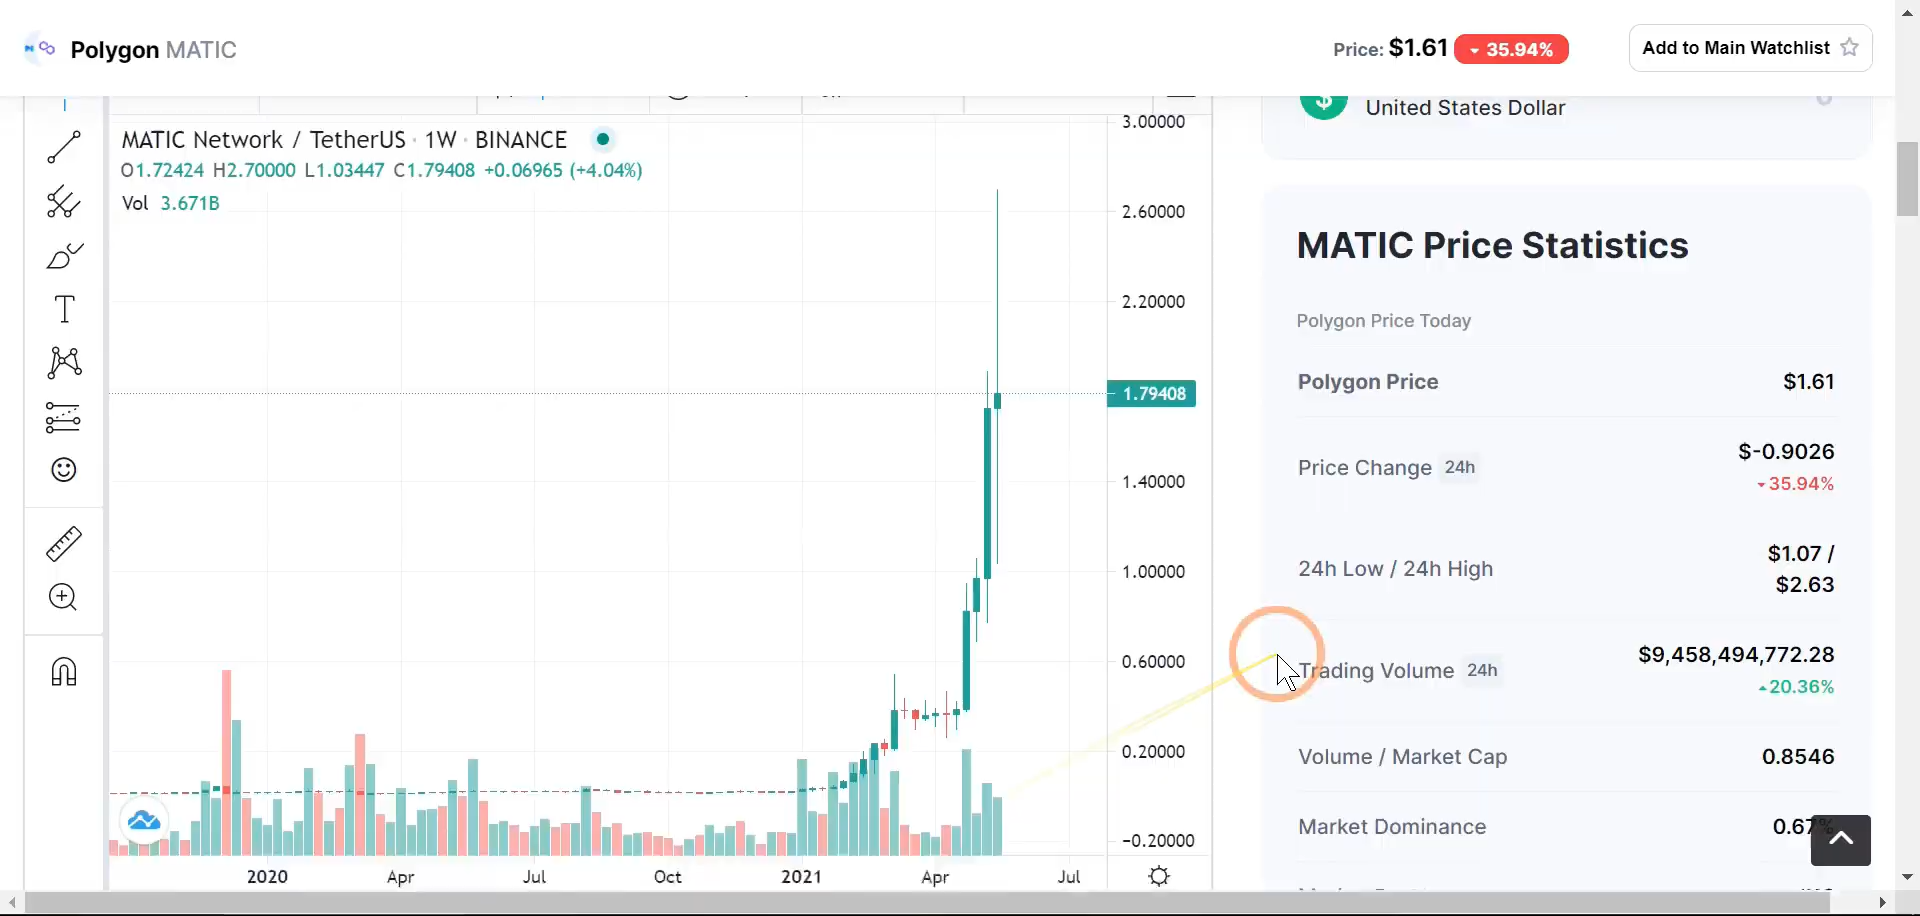 Polygon MATIC
Price: $1.61 35.94%
Add to Main Watchlist
MATIC Network / TetherUS · 1W · BINANCE
O1.72424 H2.70000 L1.03447 C1.79408 +0.06965 (+4.04%)
Vol 3.671B
3.00000
2.60000
2.20000
1.79408
1.40000
1.00000
0.60000
0.20000
−0.20000
2020 Apr Jul Oct 2021 Apr Jul
United States Dollar
MATIC Price Statistics
Polygon Price Today
Polygon Price $1.61
Price Change 24h $-0.9026
35.94%
24h Low / 24h High $1.07 /
$2.63
Trading Volume 24h $9,458,494,772.28
20.36%
Volume / Market Cap 0.8546
Market Dominance 0.67%